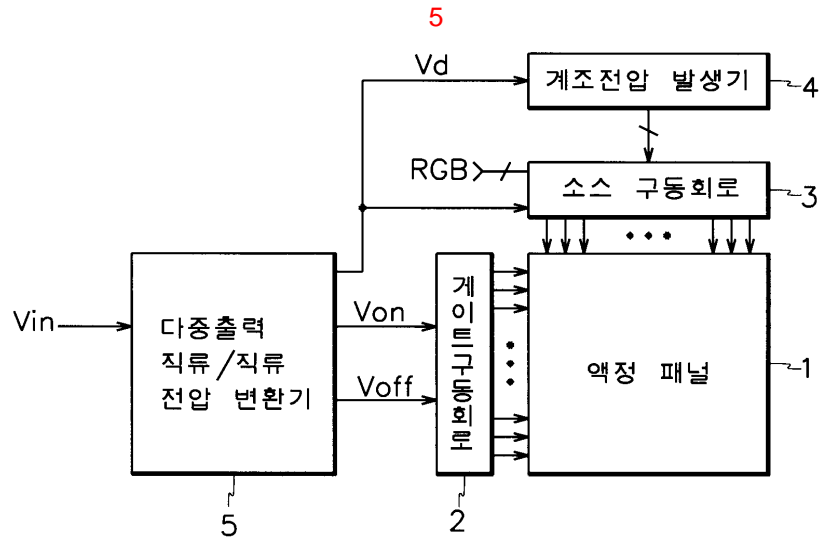 5
Vd
계조전압 발생기
4
RGB
소스 구동회로
3
Vin
다중출력
직류/직류
전압 변환기
5
Von
Voff
게이트구동회로
2
액정 패널
1